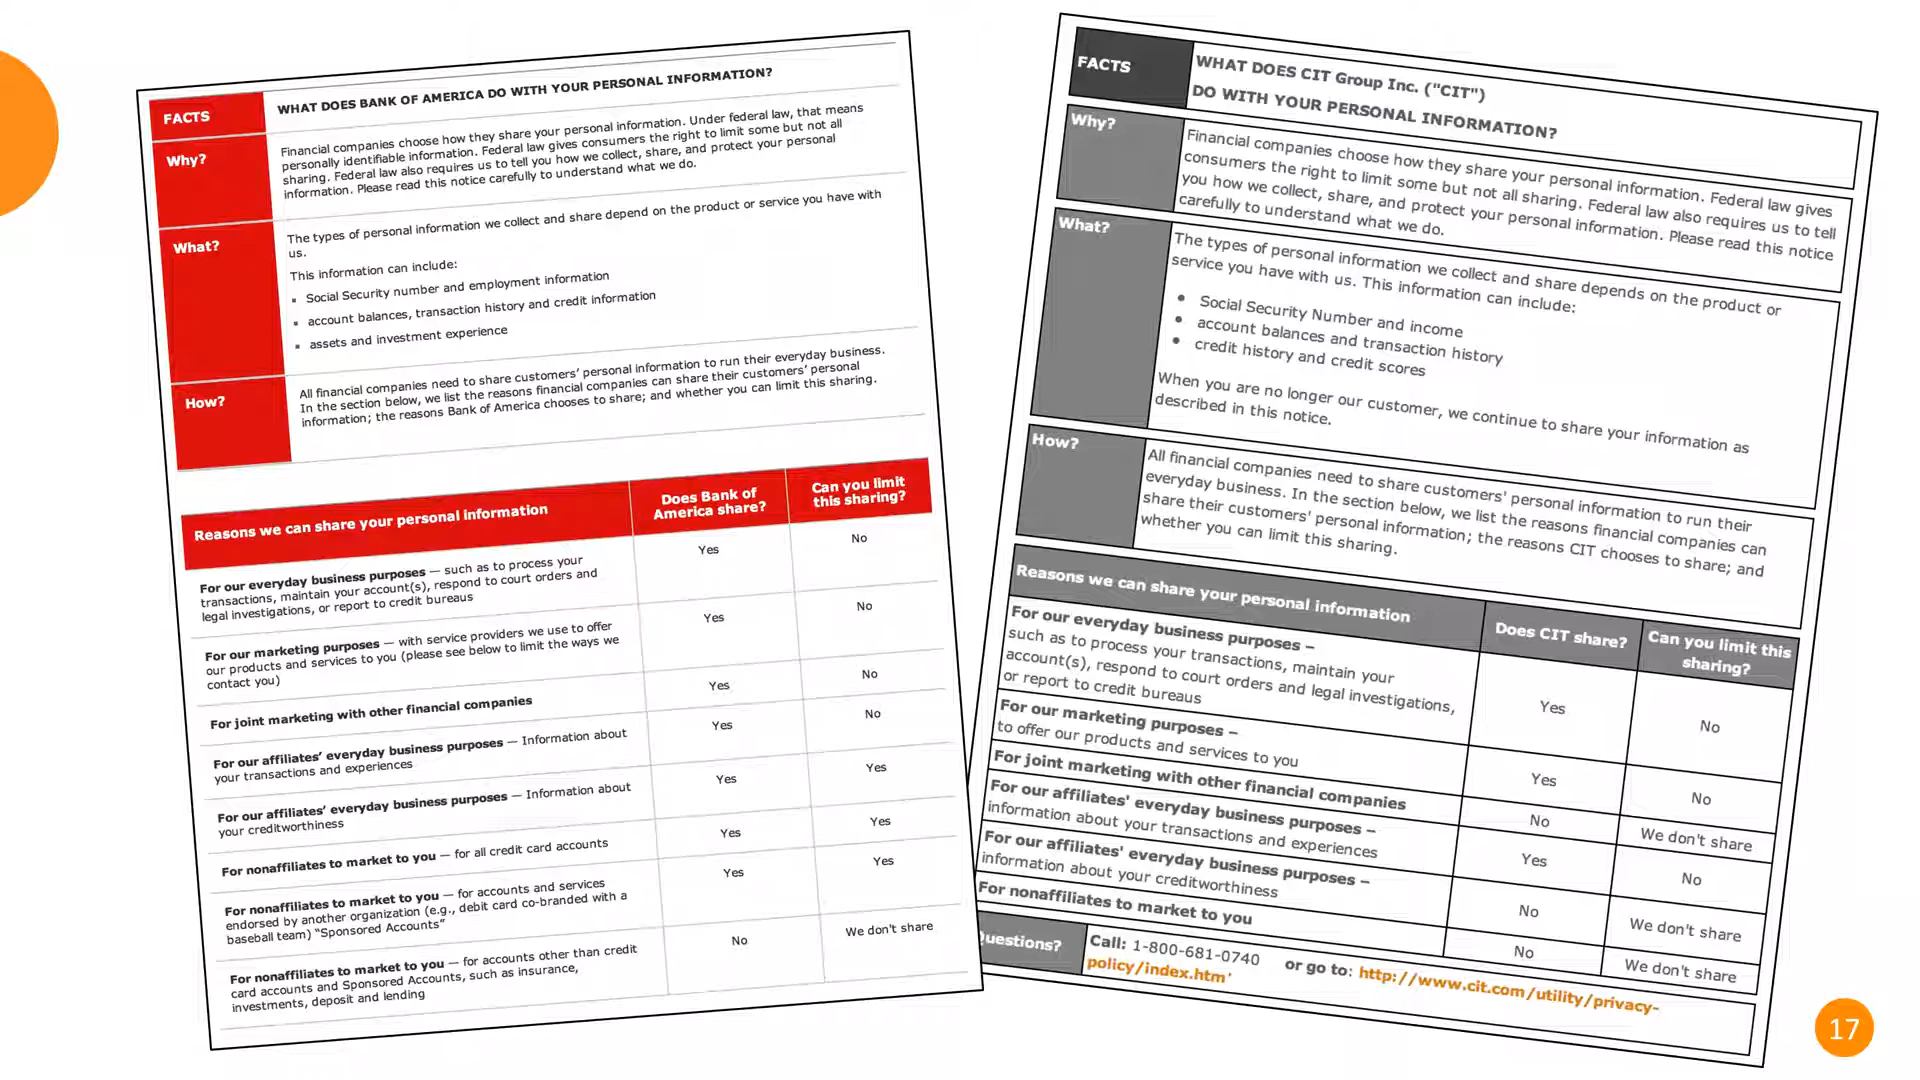 FACTS
WHAT DOES BANK OF AMERICA DO WITH YOUR PERSONAL INFORMATION?
Why?
Financial companies choose how they share your personal information. Under federal law, that means
personally identifiable information. Federal law gives consumers the right to limit some but not all
sharing. Federal law also requires us to tell you how we collect, share, and protect your personal
information. Please read this notice carefully to understand what we do.
What?
The types of personal information we collect and share depend on the product or service you have with
us.
This information can include:
▪ Social Security number and employment information
▪ account balances, transaction history and credit information
▪ assets and investment experience
How?
All financial companies need to share customers’ personal information to run their everyday business.
In the section below, we list the reasons financial companies can share their customers’ personal
information; the reasons Bank of America chooses to share; and whether you can limit this sharing.
Reasons we can share your personal information
Does Bank of
America share?
Can you limit
this sharing?
For our everyday business purposes — such as to process your
transactions, maintain your account(s), respond to court orders and
legal investigations, or report to credit bureaus
Yes
No
For our marketing purposes — with service providers we use to offer
our products and services to you (please see below to limit the ways we
contact you)
Yes
No
For joint marketing with other financial companies
Yes
No
For our affiliates’ everyday business purposes — Information about
your transactions and experiences
Yes
No
For our affiliates’ everyday business purposes — Information about
your creditworthiness
Yes
Yes
For nonaffiliates to market to you — for all credit card accounts
Yes
Yes
For nonaffiliates to market to you — for accounts and services
endorsed by another organization (e.g., debit card co-branded with a
baseball team) “Sponsored Accounts”
Yes
Yes
For nonaffiliates to market to you — for accounts other than credit
card accounts and Sponsored Accounts, such as insurance,
investments, deposit and lending
No
We don't share
FACTS
WHAT DOES CIT Group Inc. ("CIT")
DO WITH YOUR PERSONAL INFORMATION?
Why?
Financial companies choose how they share your personal information. Federal law gives
consumers the right to limit some but not all sharing. Federal law also requires us to tell
you how we collect, share, and protect your personal information. Please read this notice
carefully to understand what we do.
What?
The types of personal information we collect and share depends on the product or
service you have with us. This information can include:
• Social Security Number and income
• account balances and transaction history
• credit history and credit scores
When you are no longer our customer, we continue to share your information as
described in this notice.
How?
All financial companies need to share customers' personal information to run their
everyday business. In the section below, we list the reasons financial companies can
share their customers' personal information; the reasons CIT chooses to share; and
whether you can limit this sharing.
Reasons we can share your personal information
Does CIT share?
Can you limit this
sharing?
For our everyday business purposes –
such as to process your transactions, maintain your
account(s), respond to court orders and legal investigations,
or report to credit bureaus
Yes
No
For our marketing purposes –
to offer our products and services to you
Yes
No
For joint marketing with other financial companies
No
We don't share
For our affiliates' everyday business purposes –
information about your transactions and experiences
Yes
No
For our affiliates' everyday business purposes –
information about your creditworthiness
No
We don't share
For nonaffiliates to market to you
No
We don't share
Questions?
Call: 1-800-681-0740 or go to: http://www.cit.com/utility/privacy-
policy/index.htm'
17